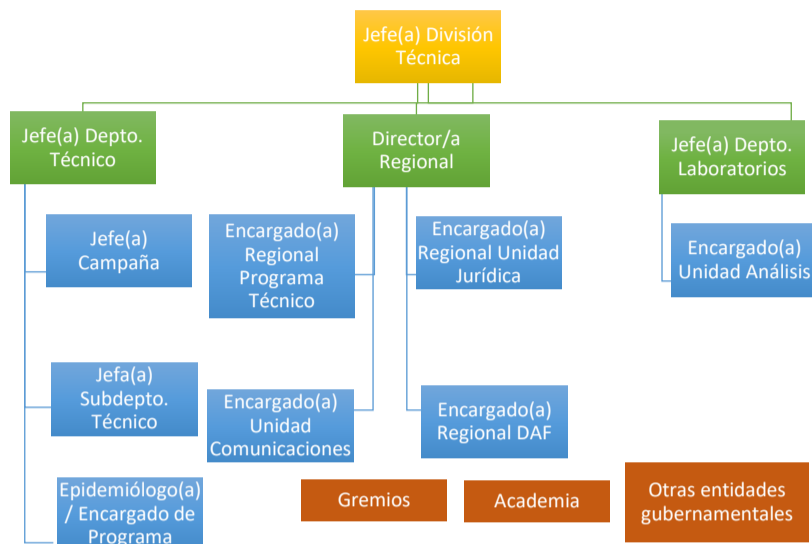 Jefe(a) División
Técnica
Jefe(a) Depto.
Técnico
Director/a
Regional
Jefe(a) Depto.
Laboratorios
Jefe(a)
Campaña
Encargado(a)
Regional
Programa
Técnico
Encargado(a)
Regional Unidad
Jurídica
Encargado(a)
Unidad Análisis
Jefa(a)
Subdepto.
Técnico
Encargado(a)
Unidad
Comunicaciones
Encargado(a)
Regional DAF
Epidemiólogo(a)
/ Encargado de
Programa
Gremios
Academia
Otras entidades
gubernamentales